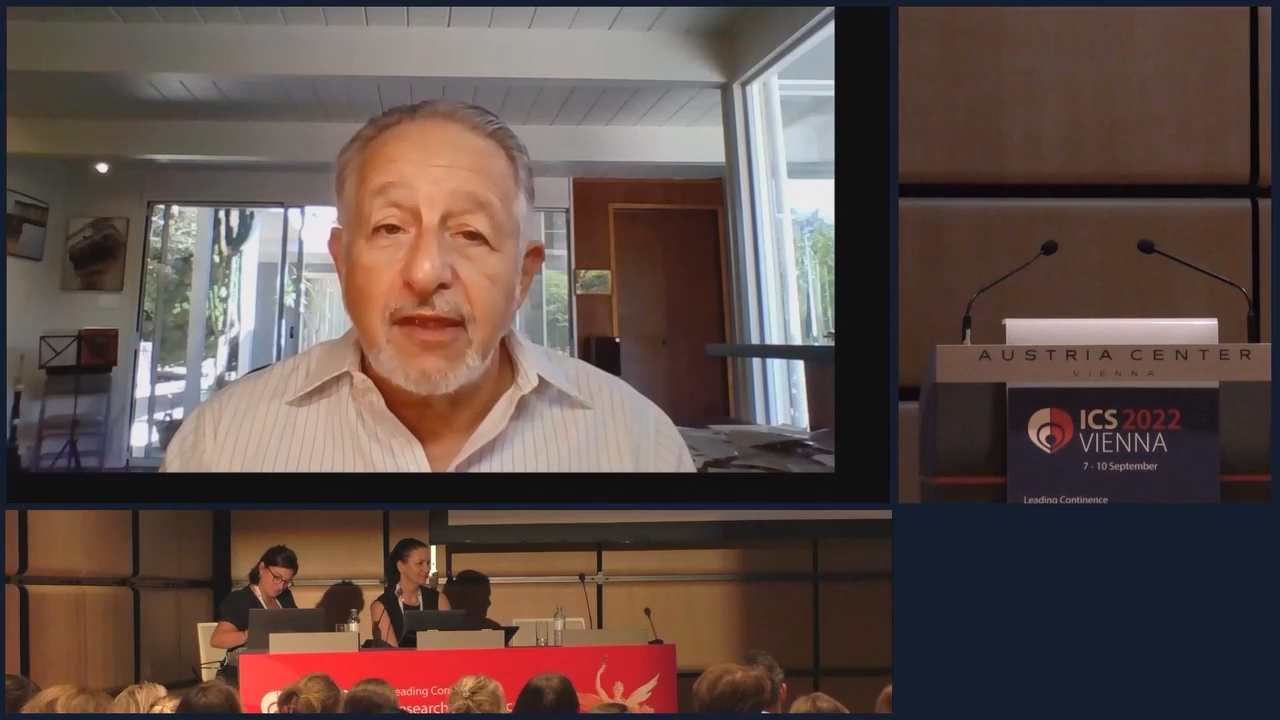 AUSTRIA CENTER
VIENNA
ICS 2022
VIENNA
7 - 10 September
Leading Continence